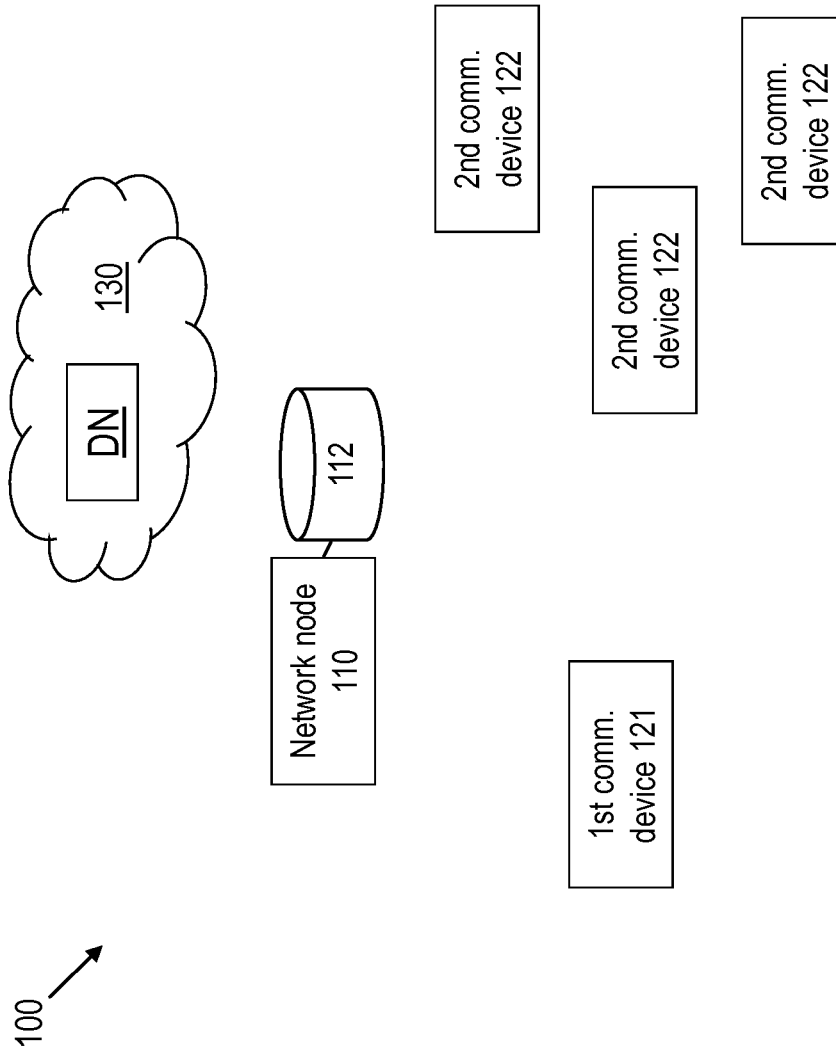 100
DN
130
Network node
110
112
1st comm.
device 121
2nd comm.
device 122
2nd comm.
device 122
2nd comm.
device 122